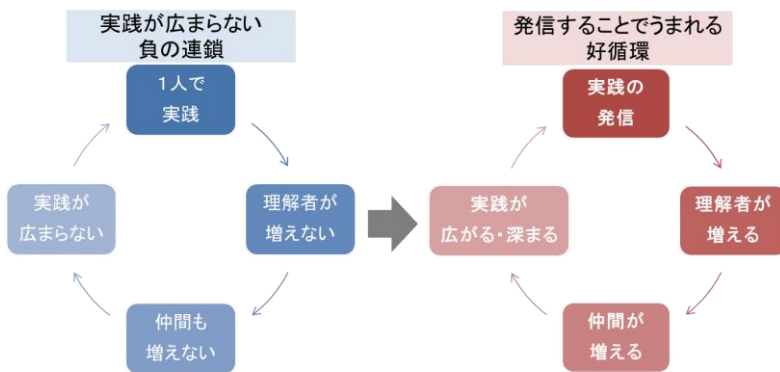 実践が広まらない
負の連鎖
１人で
実践
理解者が
増えない
仲間も
増えない
実践が
広まらない
発信することでうまれる
好循環
実践の
発信
理解者が
増える
仲間が
増える
実践が
広がる・深まる